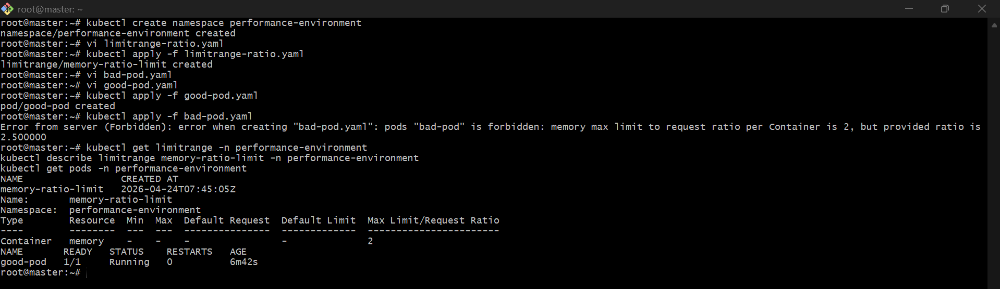 root@master: ~
root@master:~# kubectl create namespace performance-environment
namespace/performance-environment created
root@master:~# vi limitrange-ratio.yaml
root@master:~# kubectl apply -f limitrange-ratio.yaml
limitrange/memory-ratio-limit created
root@master:~# vi bad-pod.yaml
root@master:~# vi good-pod.yaml
root@master:~# kubectl apply -f good-pod.yaml
pod/good-pod created
root@master:~# kubectl apply -f bad-pod.yaml
Error from server (Forbidden): error when creating "bad-pod.yaml": pods "bad-pod" is forbidden: memory max limit to request ratio per Container is 2, but provided ratio is
2.500000
root@master:~# kubectl get limitrange -n performance-environment
kubectl describe limitrange memory-ratio-limit -n performance-environment
kubectl get pods -n performance-environment
NAME                 CREATED AT
memory-ratio-limit   2026-04-24T07:45:05Z
Name:       memory-ratio-limit
Namespace:  performance-environment
Type        Resource  Min  Max  Default Request  Default Limit  Max Limit/Request Ratio
----        --------  ---  ---  ---------------  -------------  -----------------------
Container   memory    -    -    -                -              2
NAME       READY   STATUS    RESTARTS   AGE
good-pod   1/1     Running   0          6m42s
root@master:~#